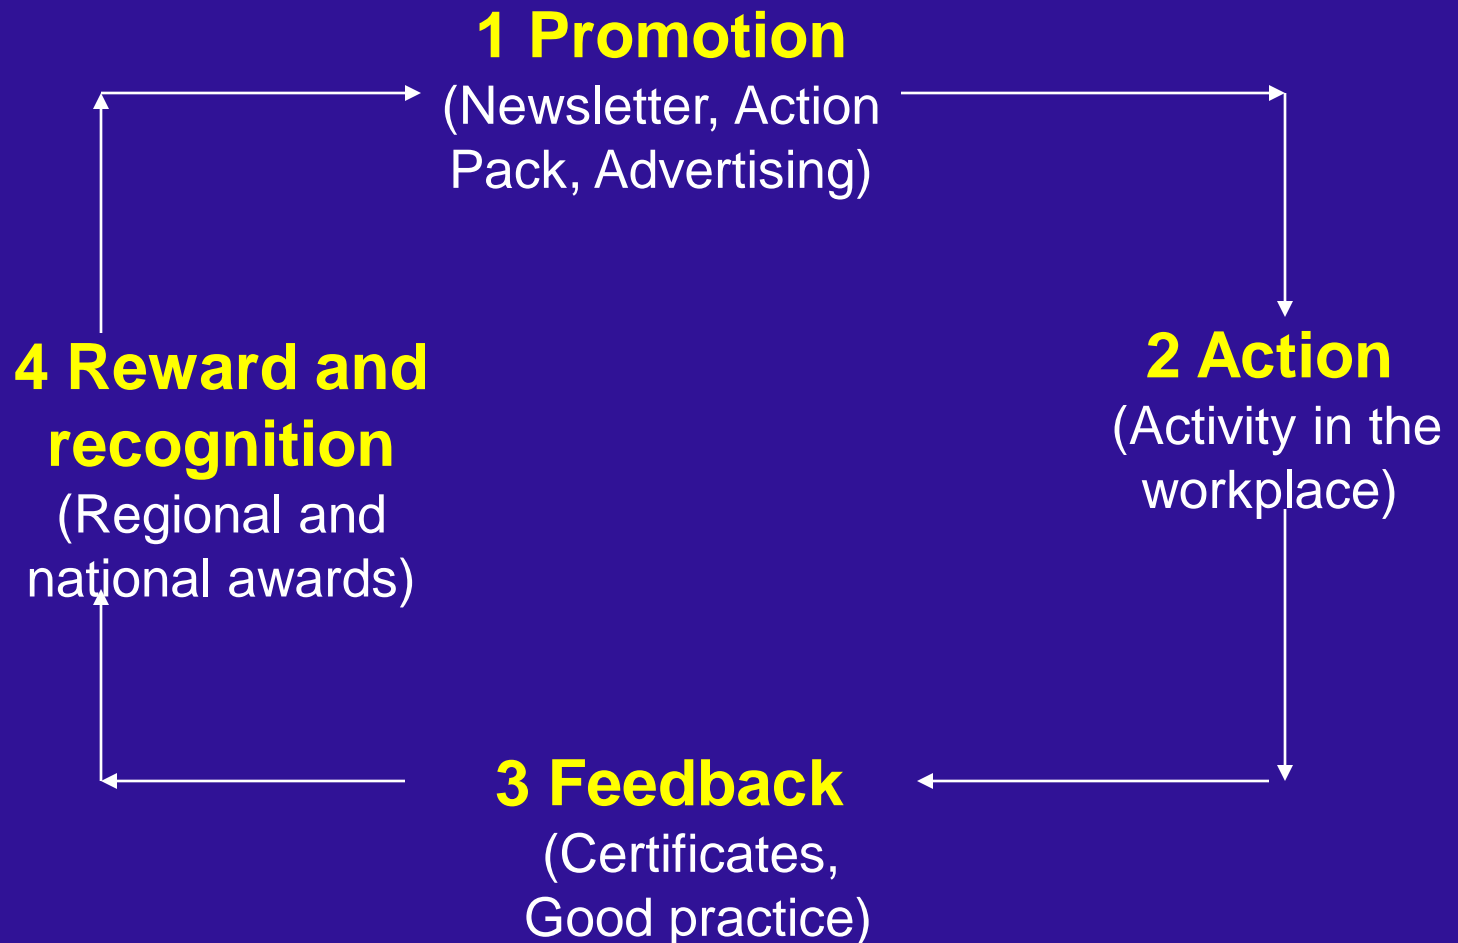 1 Promotion
(Newsletter, Action
Pack, Advertising)
2 Action
(Activity in the
workplace)
3 Feedback
(Certificates,
Good practice)
4 Reward and
recognition
(Regional and
national awards)